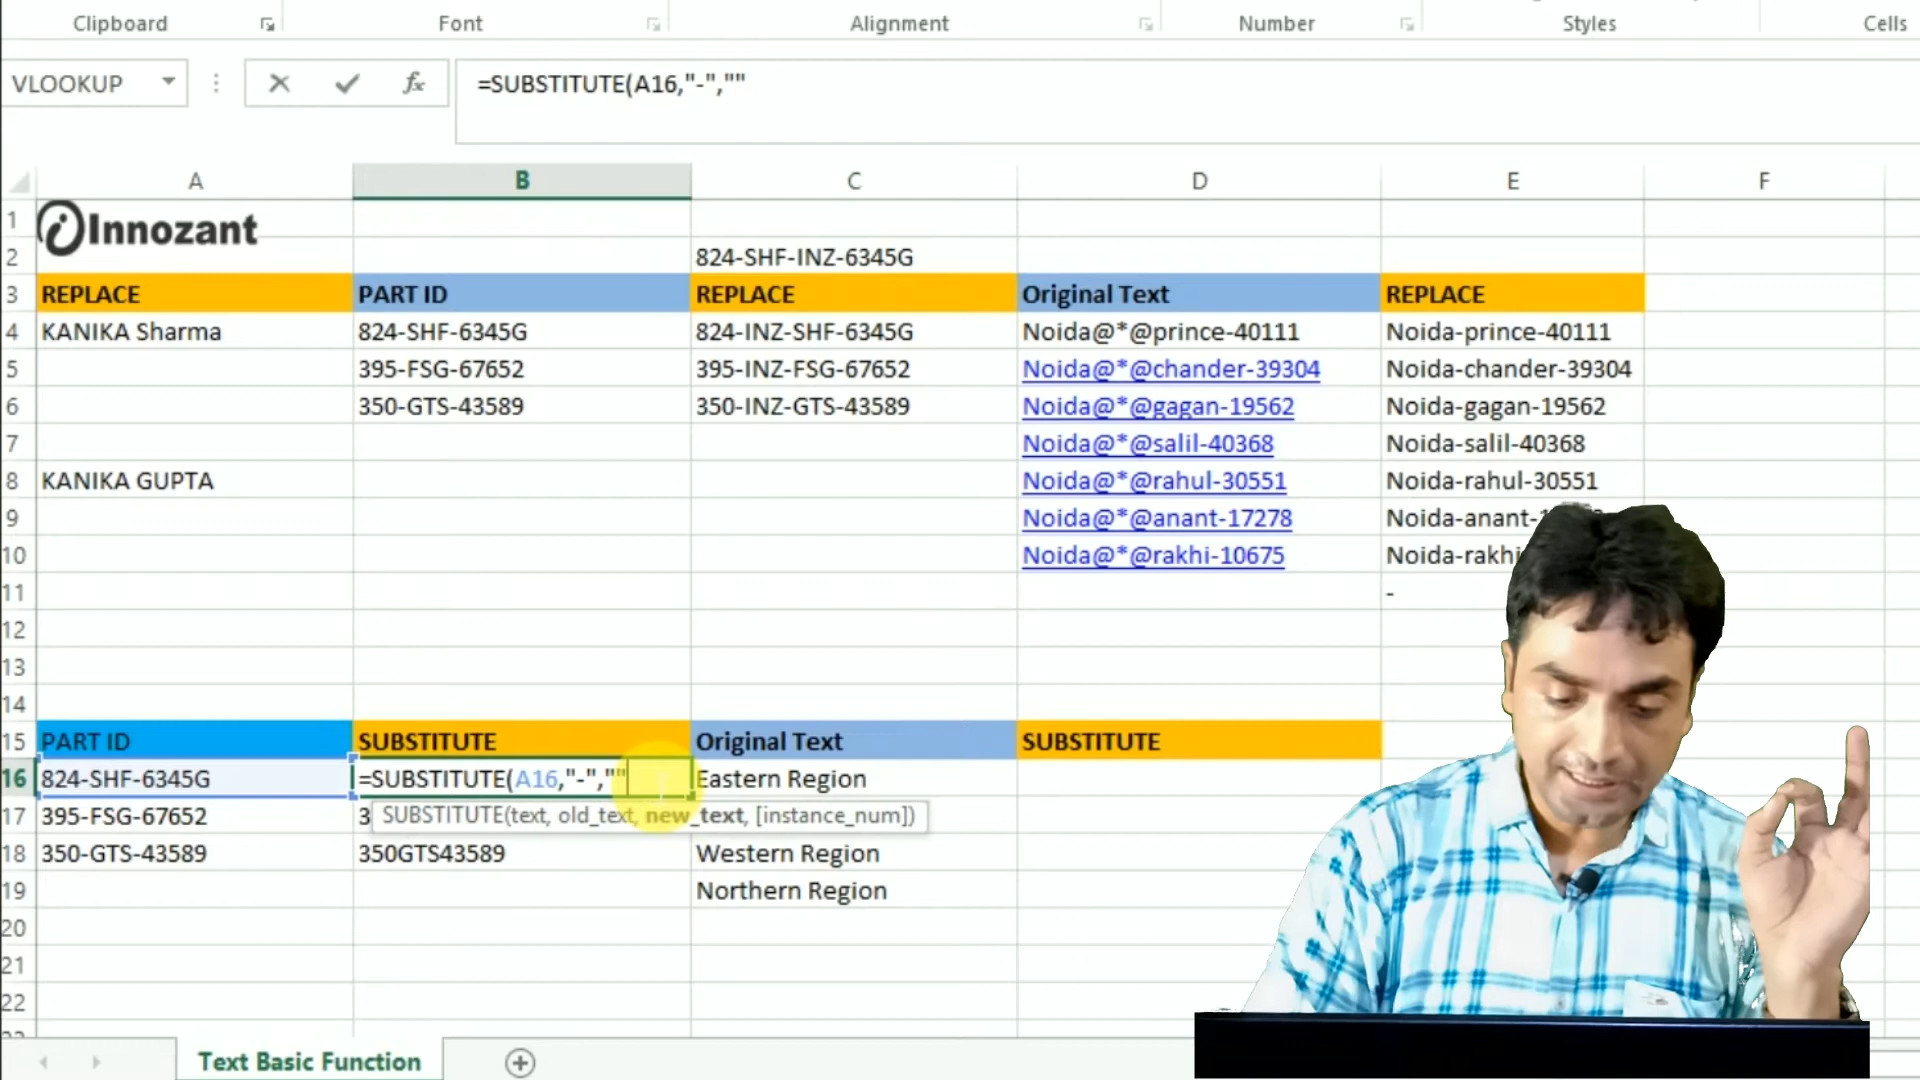 Clipboard Font Alignment Number Styles Cells
VLOOKUP =SUBSTITUTE(A16,"-",""
A B C D E F
1 Innozant
2 824-SHF-INZ-6345G
3 REPLACE PART ID REPLACE Original Text REPLACE
4 KANIKA Sharma 824-SHF-6345G 824-INZ-SHF-6345G Noida@*@prince-40111 Noida-prince-40111
5 395-FSG-67652 395-INZ-FSG-67652 Noida@*@chander-39304 Noida-chander-39304
6 350-GTS-43589 350-INZ-GTS-43589 Noida@*@gagan-19562 Noida-gagan-19562
7 Noida@*@salil-40368 Noida-salil-40368
8 KANIKA GUPTA Noida@*@rahul-30551 Noida-rahul-30551
9 Noida@*@anant-17278 Noida-anant-
10 Noida@*@rakhi-10675 Noida-rakhi
11 -
12
13
14
15 PART ID SUBSTITUTE Original Text SUBSTITUTE
16 824-SHF-6345G =SUBSTITUTE(A16,"-","" Eastern Region
17 395-FSG-67652 3 SUBSTITUTE(text, old_text, new_text, [instance_num])
18 350-GTS-43589 350GTS43589 Western Region
19 Northern Region
20
21
22
Text Basic Function